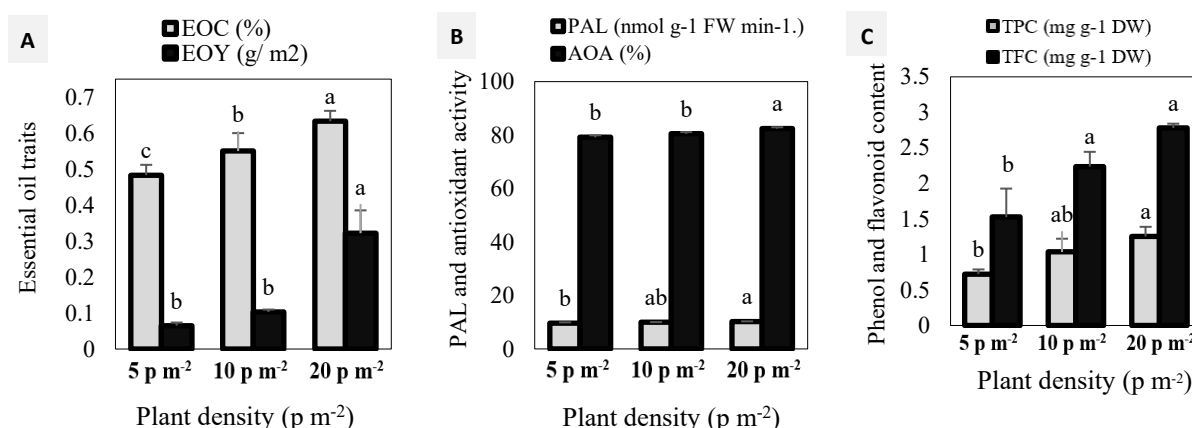 A
EOC (%)
EOY (g/ m2)
Essential oil traits
0.7
0.6
0.5
0.4
0.3
0.2
0.1
0
c
b
b
b
a
a
5 p m-2 10 p m-2 20 p m-2
Plant density (p m-2)
B
PAL (nmol g-1 FW min-1.)
AOA (%)
PAL and antioxidant activity
100
80
60
40
20
0
b
b
ab
b
a
a
5 p m-2 10 p m-2 20 p m-2
Plant density (p m-2)
C
TPC (mg g-1 DW)
TFC (mg g-1 DW)
Phenol and flavonoid content
3.5
3
2.5
2
1.5
1
0.5
0
b
b
ab
a
a
a
5 p m-2 10 p m-2 20 p m-2
Plant density (p m-2)